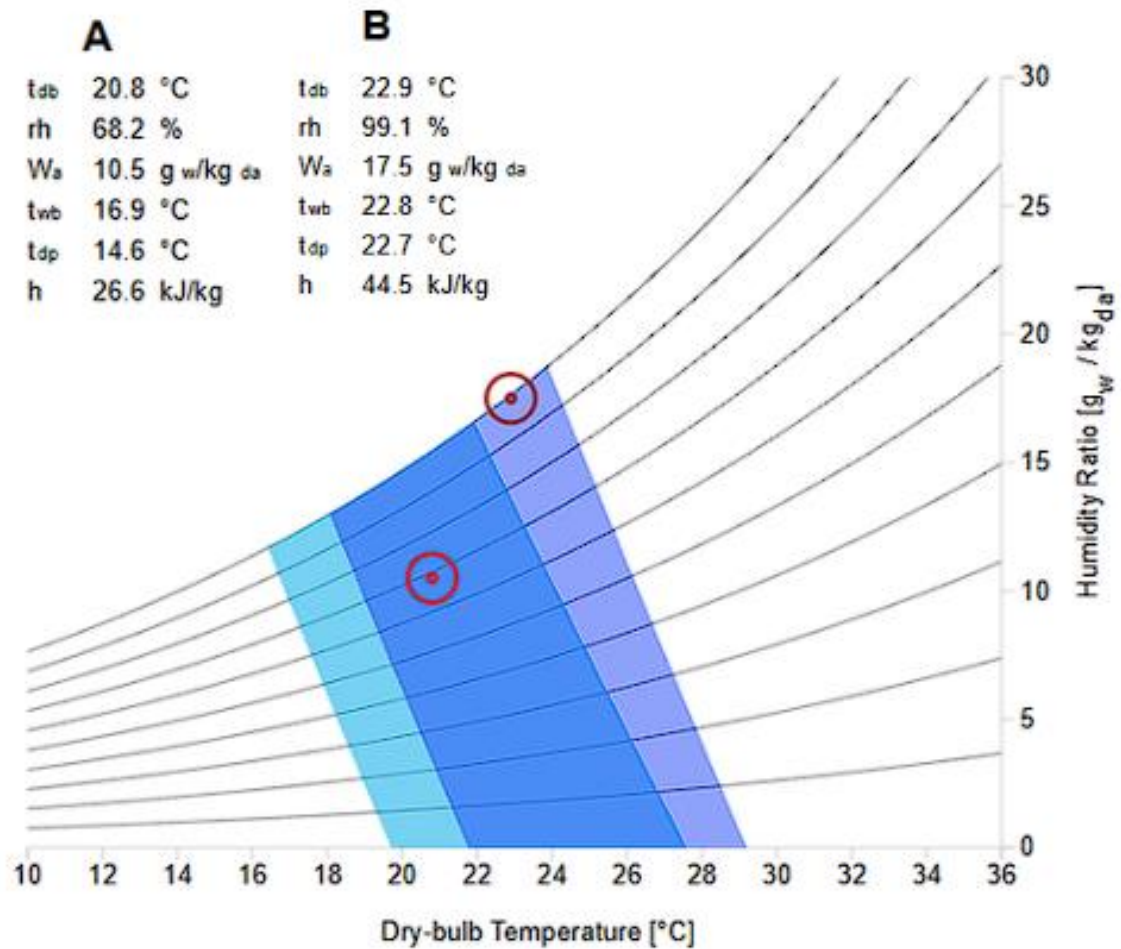 A
tdb 20.8 °C
rh 68.2 %
Wa 10.5 g w/kg da
twb 16.9 °C
tdp 14.6 °C
h 26.6 kJ/kg
B
tdb 22.9 °C
rh 99.1 %
Wa 17.5 g w/kg da
twb 22.8 °C
tdp 22.7 °C
h 44.5 kJ/kg
30
25
20
15
10
5
0
Humidity Ratio [gw / kgda]
10 12 14 16 18 20 22 24 26 28 30 32 34 36
Dry-bulb Temperature [°C]